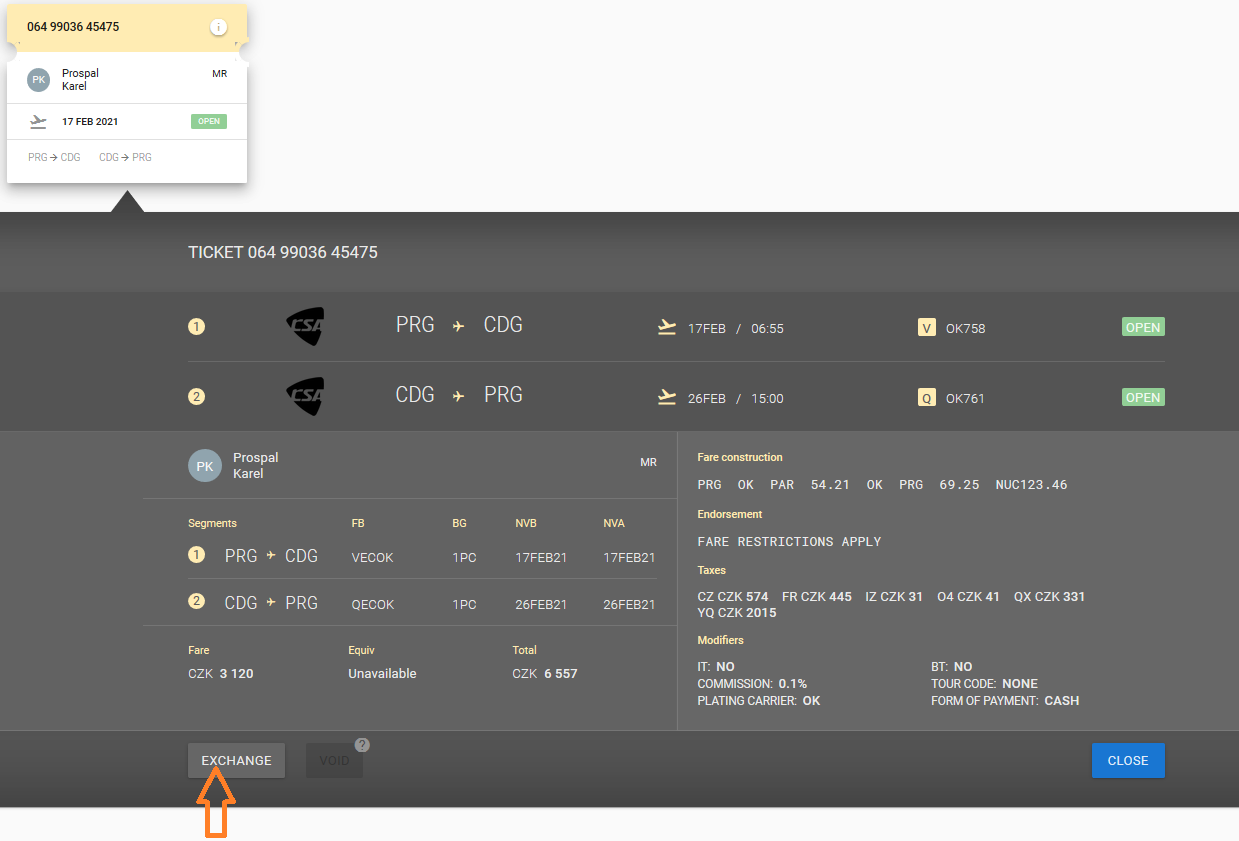 064 99036 45475 i
PK Prospal MR
Karel
17 FEB 2021 OPEN
PRG → CDG CDG → PRG
TICKET 064 99036 45475
1 CSA PRG CDG 17FEB / 06:55 V OK758 OPEN
2 CSA CDG PRG 26FEB / 15:00 Q OK761 OPEN
PK Prospal MR
Karel
Segments FB BG NVB NVA
1 PRG CDG VECOK 1PC 17FEB21 17FEB21
2 CDG PRG QECOK 1PC 26FEB21 26FEB21
Fare Equiv Total
CZK 3 120 Unavailable CZK 6 557
Fare construction
PRG OK PAR 54.21 OK PRG 69.25 NUC123.46
Endorsement
FARE RESTRICTIONS APPLY
Taxes
CZ CZK 574 FR CZK 445 IZ CZK 31 O4 CZK 41 QX CZK 331
YQ CZK 2015
Modifiers
IT: NO BT: NO
COMMISSION: 0.1% TOUR CODE: NONE
PLATING CARRIER: OK FORM OF PAYMENT: CASH
EXCHANGE VOID ? CLOSE